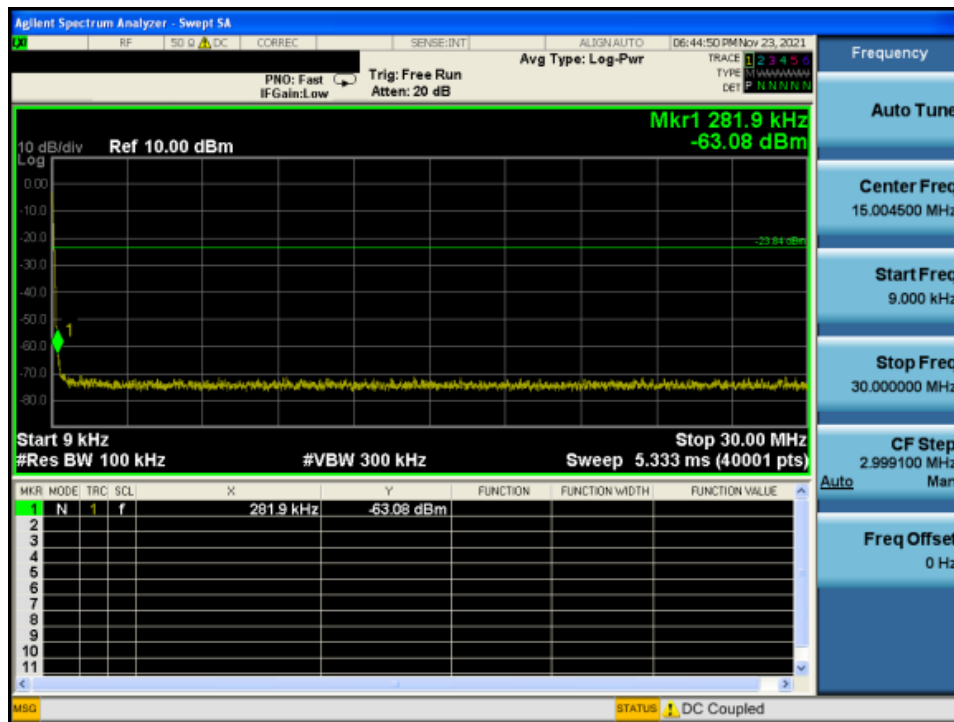 Agilent Spectrum Analyzer - Swept SA
LXI RF 50 Ω DC CORREC SENSE:INT ALIGNAUTO 06:44:50 PM Nov 23, 2021
Frequency
Avg Type: Log-Pwr
TRACE 1 2 3 4 5 6
PNO: Fast Trig: Free Run
TYPE M WWWWW
IFGain:Low Atten: 20 dB
DET P N N N N N
Auto Tune
Mkr1 281.9 kHz
10 dB/div Ref 10.00 dBm -63.08 dBm
Log
0.00
-10.0
-20.0
-23.84 dBm
-30.0
-40.0
-50.0
1
-60.0
-70.0
-80.0
Center Freq
15.004500 MHz
Start Freq
9.000 kHz
Stop Freq
30.000000 MHz
Start 9 kHz Stop 30.00 MHz
#Res BW 100 kHz #VBW 300 kHz Sweep 5.333 ms (40001 pts)
CF Step
2.999100 MHz
Auto Man
MKR MODE TRC SCL X Y FUNCTION FUNCTION WIDTH FUNCTION VALUE
1 N 1 f 281.9 kHz -63.08 dBm
2
3
4
5
6
7
8
9
10
11
Freq Offset
0 Hz
MSG STATUS DC Coupled